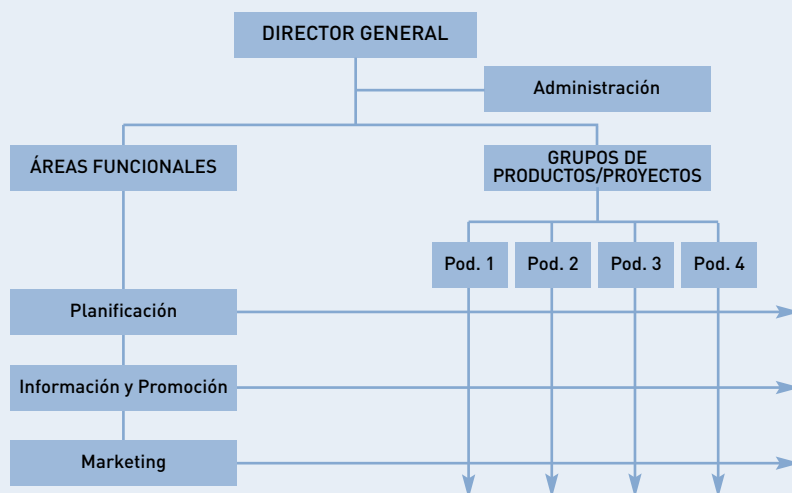 DIRECTOR GENERAL
Administración
ÁREAS FUNCIONALES
GRUPOS DE
PRODUCTOS/PROYECTOS
Pod. 1
Pod. 2
Pod. 3
Pod. 4
Planificación
Información y Promoción
Marketing